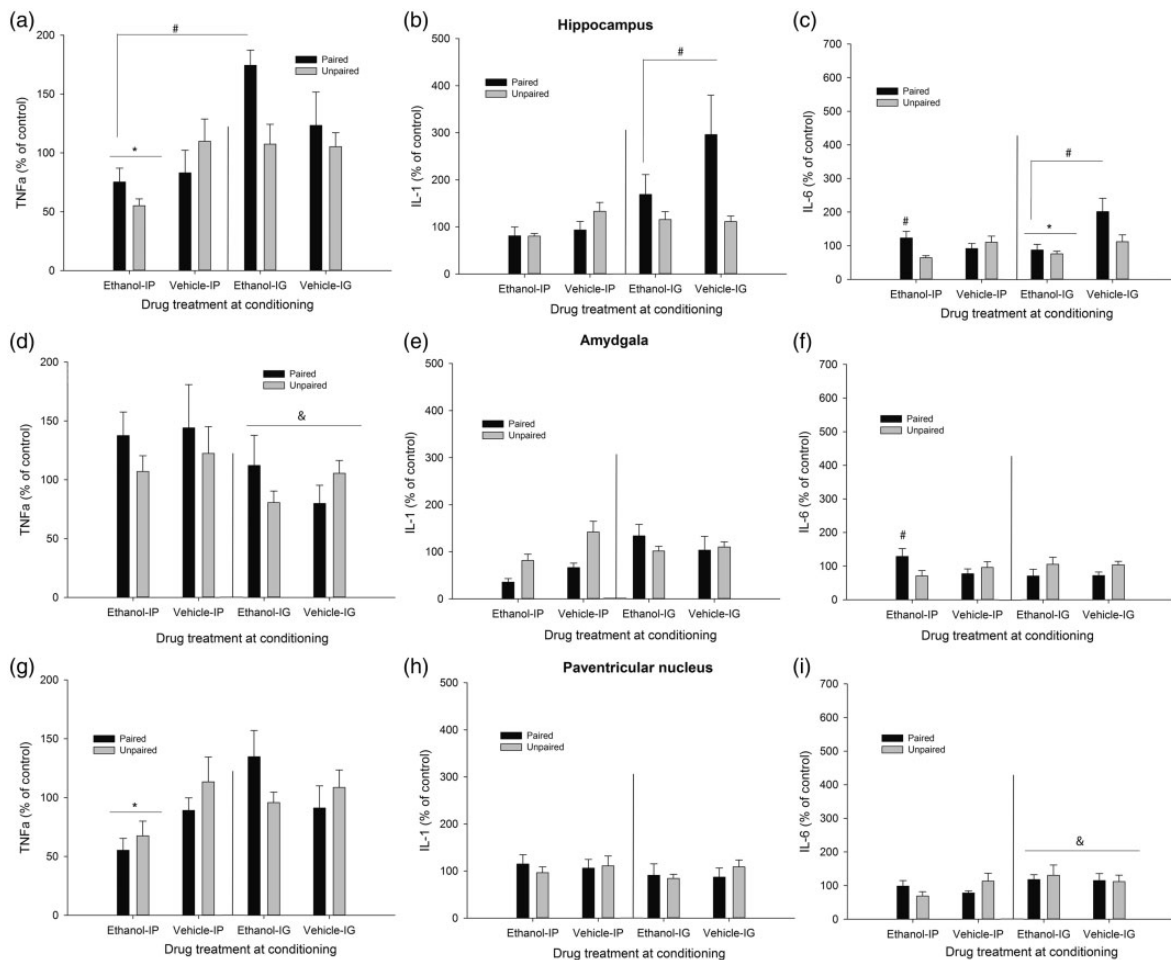 (a)
200
150
100
50
0
TNFa (% of control)
#
*
Paired
Unpaired
Ethanol-IP Vehicle-IP Ethanol-IG Vehicle-IG
Drug treatment at conditioning
(b)
Hippocampus
500
400
300
200
100
0
IL-1 (% of control)
#
Paired
Unpaired
Ethanol-IP Vehicle-IP Ethanol-IG Vehicle-IG
Drug treatment at conditioning
(c)
700
600
500
400
300
200
100
0
IL-6 (% of control)
Paired
Unpaired
#
#
*
Ethanol-IP Vehicle-IP Ethanol-IG Vehicle-IG
Drug treatment at conditioning
(d)
200
150
100
50
0
TNFa (% of control)
Paired
Unpaired
&
Ethanol-IP Vehicle-IP Ethanol-IG Vehicle-IG
Drug treatment at conditioning
(e)
Amydgala
500
400
300
200
100
0
IL-1 (% of control)
Paired
Unpaired
Ethanol-IP Vehicle-IP Ethanol-IG Vehicle-IG
Drug treatment at conditioning
(f)
700
600
500
400
300
200
100
0
IL-6 (% of control)
Paired
Unpaired
#
Ethanol-IP Vehicle-IP Ethanol-IG Vehicle-IG
Drug treatment at conditioning
(g)
200
150
100
50
0
TNFa (% of control)
Paired
Unpaired
*
Ethanol-IP Vehicle-IP Ethanol-IG Vehicle-IG
Drug treatment at conditioning
(h)
Paventricular nucleus
500
400
300
200
100
0
IL-1 (% of control)
Paired
Unpaired
Ethanol-IP Vehicle-IP Ethanol-IG Vehicle-IG
Drug treatment at conditioning
(i)
700
600
500
400
300
200
100
0
IL-6 (% of control)
Paired
Unpaired
&
Ethanol-IP Vehicle-IP Ethanol-IG Vehicle-IG
Drug treatment at conditioning